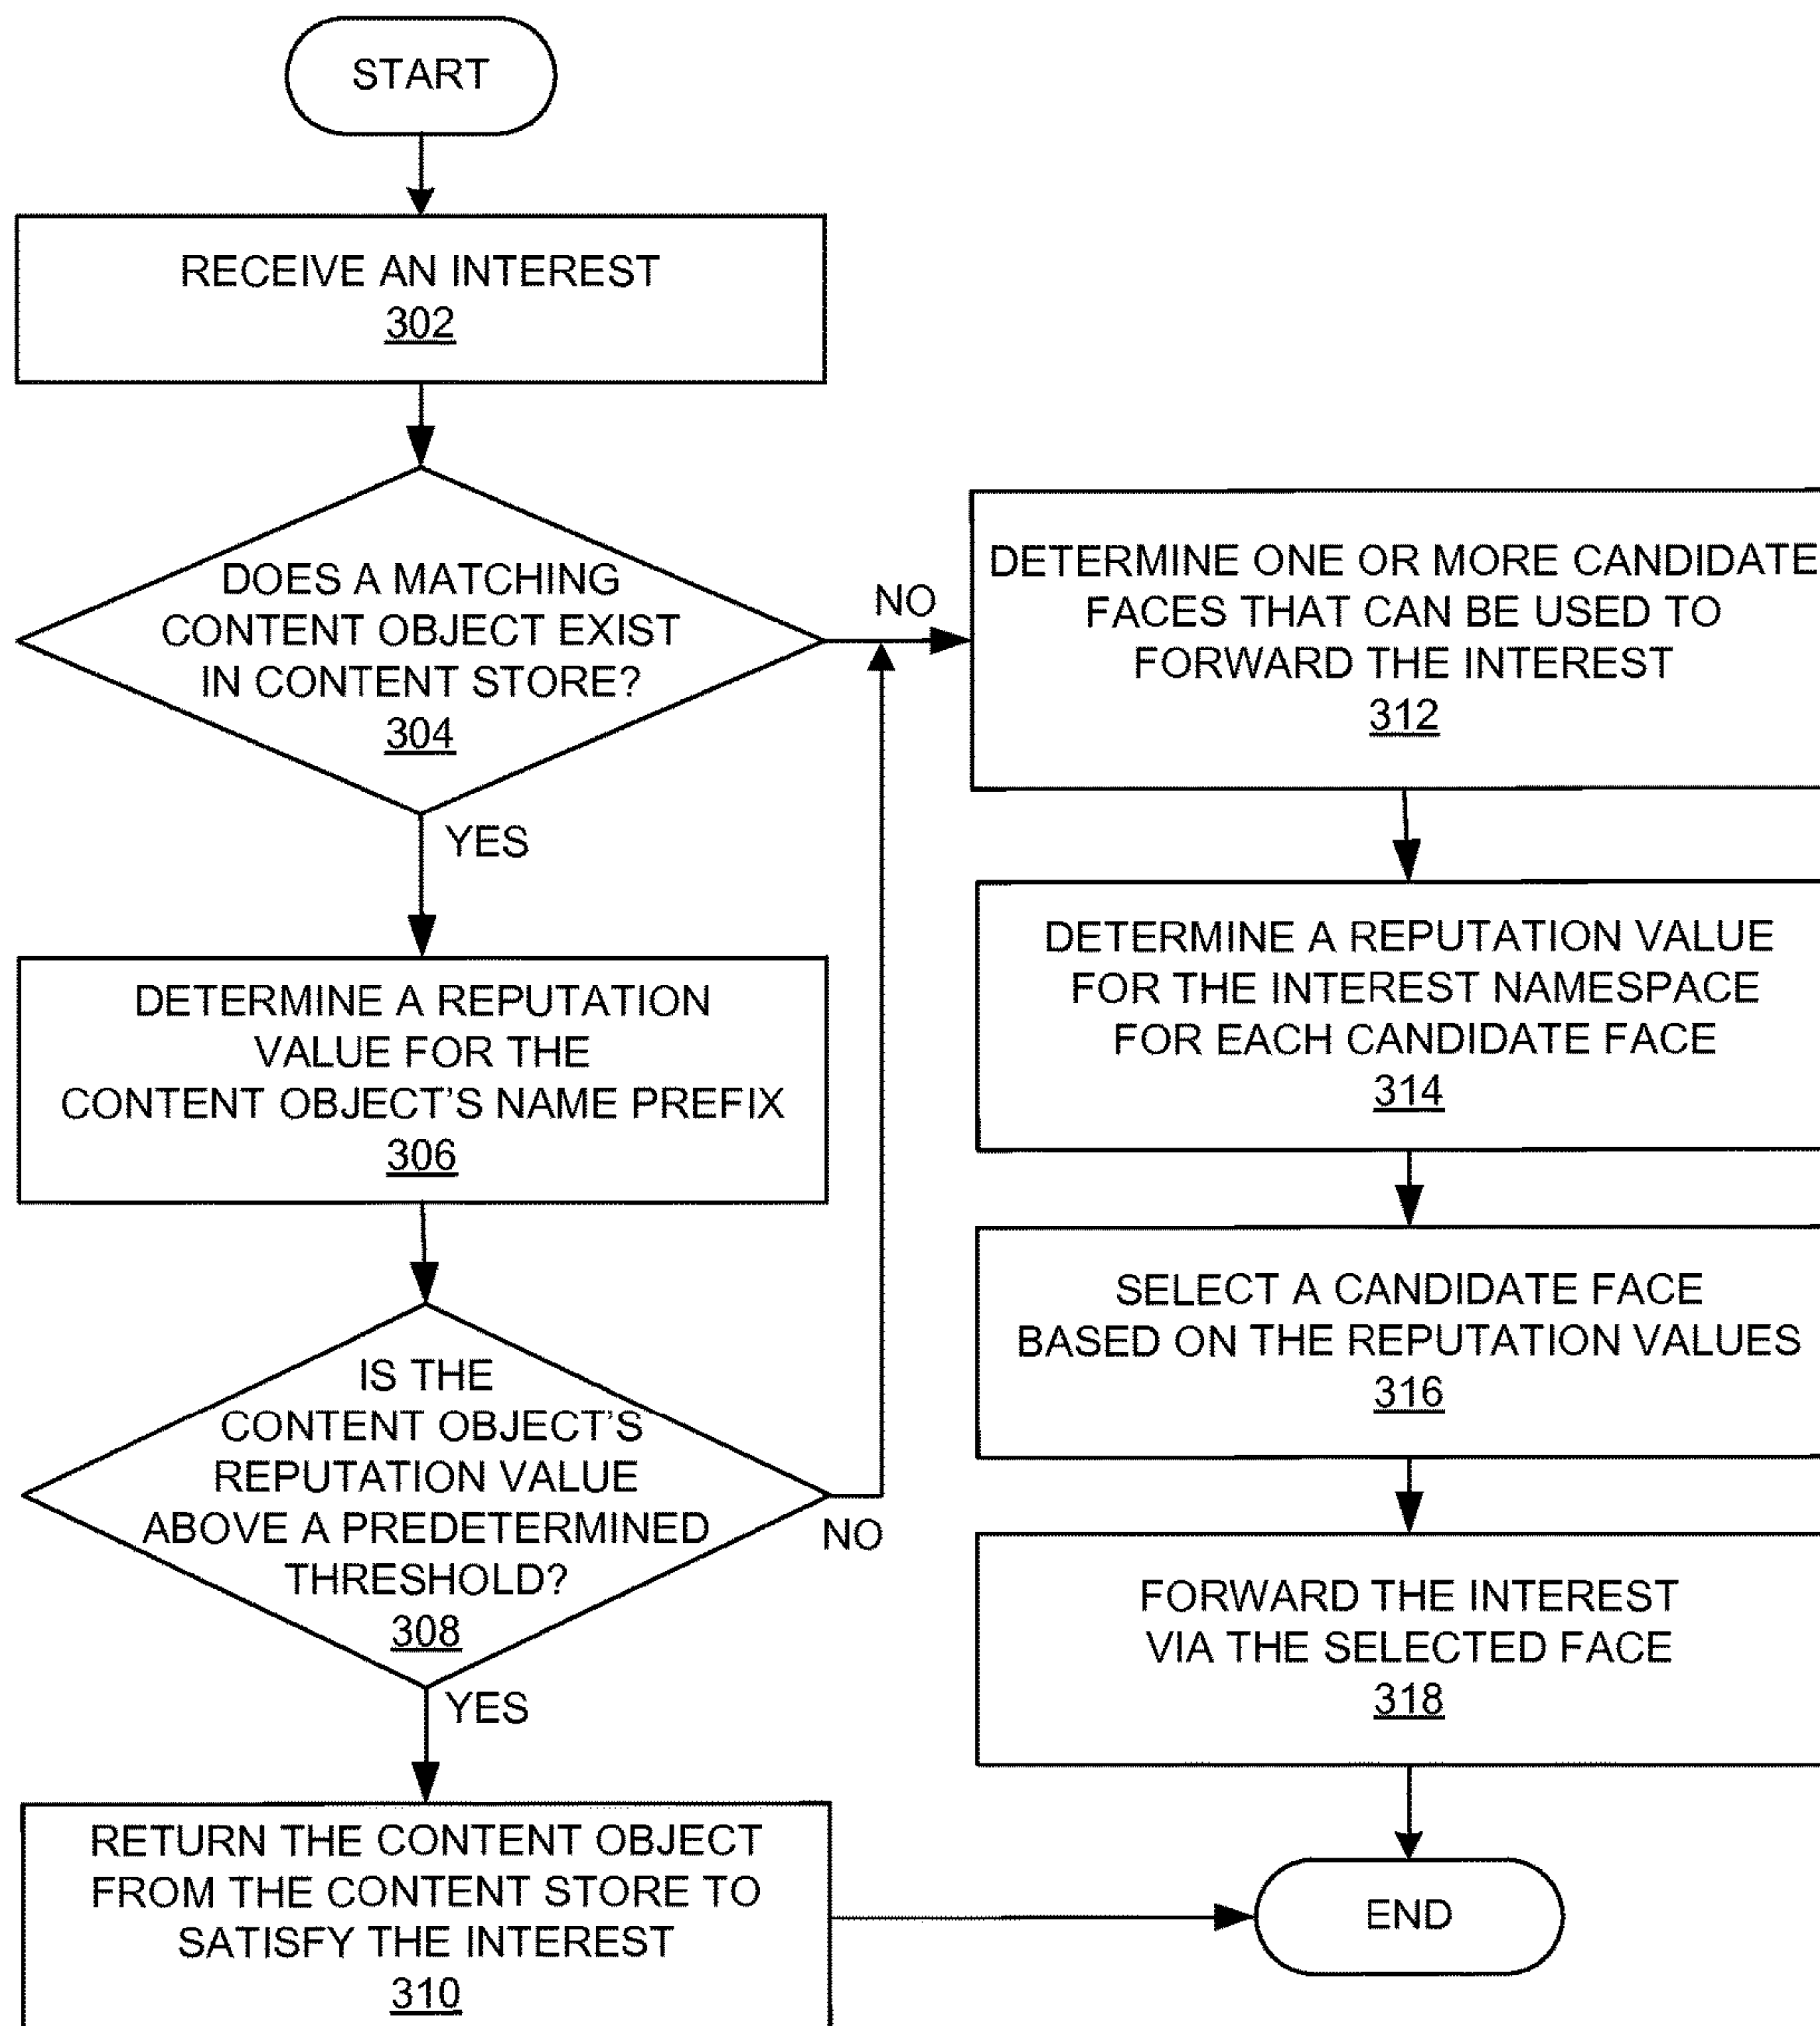 START
RECEIVE AN INTEREST
302
DOES A MATCHING
CONTENT OBJECT EXIST
IN CONTENT STORE?
304
YES
NO
DETERMINE A REPUTATION
VALUE FOR THE
CONTENT OBJECT'S NAME PREFIX
306
IS THE
CONTENT OBJECT'S
REPUTATION VALUE
ABOVE A PREDETERMINED
THRESHOLD?
308
NO
YES
RETURN THE CONTENT OBJECT
FROM THE CONTENT STORE TO
SATISFY THE INTEREST
310
DETERMINE ONE OR MORE CANDIDATE
FACES THAT CAN BE USED TO
FORWARD THE INTEREST
312
DETERMINE A REPUTATION VALUE
FOR THE INTEREST NAMESPACE
FOR EACH CANDIDATE FACE
314
SELECT A CANDIDATE FACE
BASED ON THE REPUTATION VALUES
316
FORWARD THE INTEREST
VIA THE SELECTED FACE
318
END